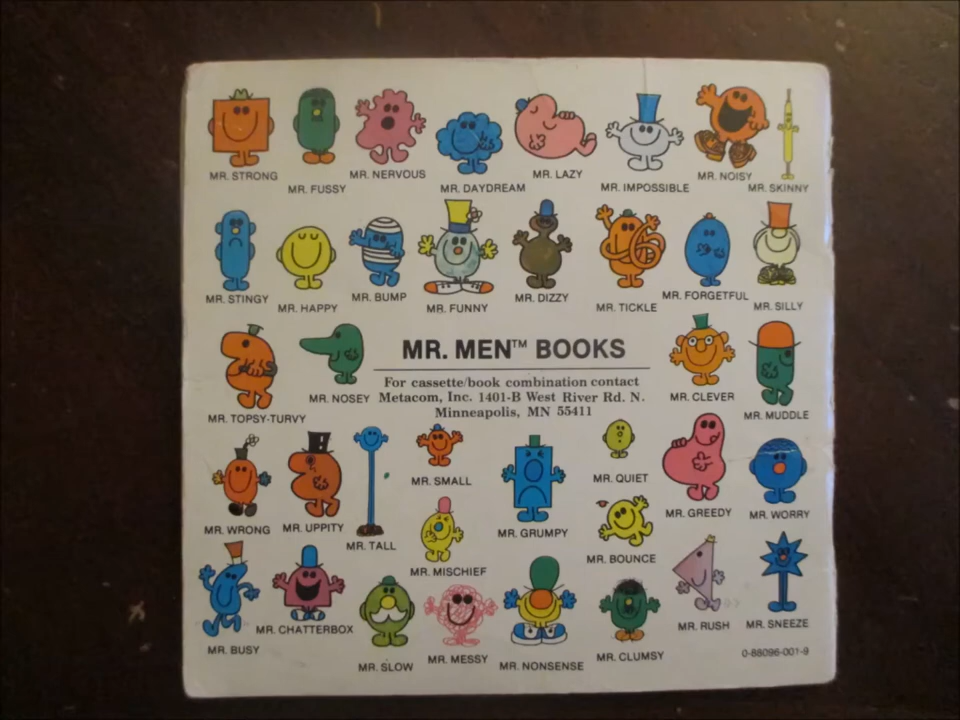 MR. STRONG
MR. FUSSY
MR. NERVOUS
MR. DAYDREAM
MR. LAZY
MR. IMPOSSIBLE
MR. NOISY
MR. SKINNY
MR. STINGY
MR. HAPPY
MR. BUMP
MR. FUNNY
MR. DIZZY
MR. TICKLE
MR. FORGETFUL
MR. SILLY
MR. TOPSY-TURVY
MR. NOSEY
MR. MEN™ BOOKS
For cassette/book combination contact
Metacom, Inc. 1401-B West River Rd. N.
Minneapolis, MN 55411
MR. CLEVER
MR. MUDDLE
MR. WRONG
MR. UPPITY
MR. TALL
MR. SMALL
MR. MISCHIEF
MR. GRUMPY
MR. QUIET
MR. BOUNCE
MR. GREEDY
MR. WORRY
MR. BUSY
MR. CHATTERBOX
MR. SLOW
MR. MESSY
MR. NONSENSE
MR. CLUMSY
MR. RUSH
MR. SNEEZE
0-88096-001-9